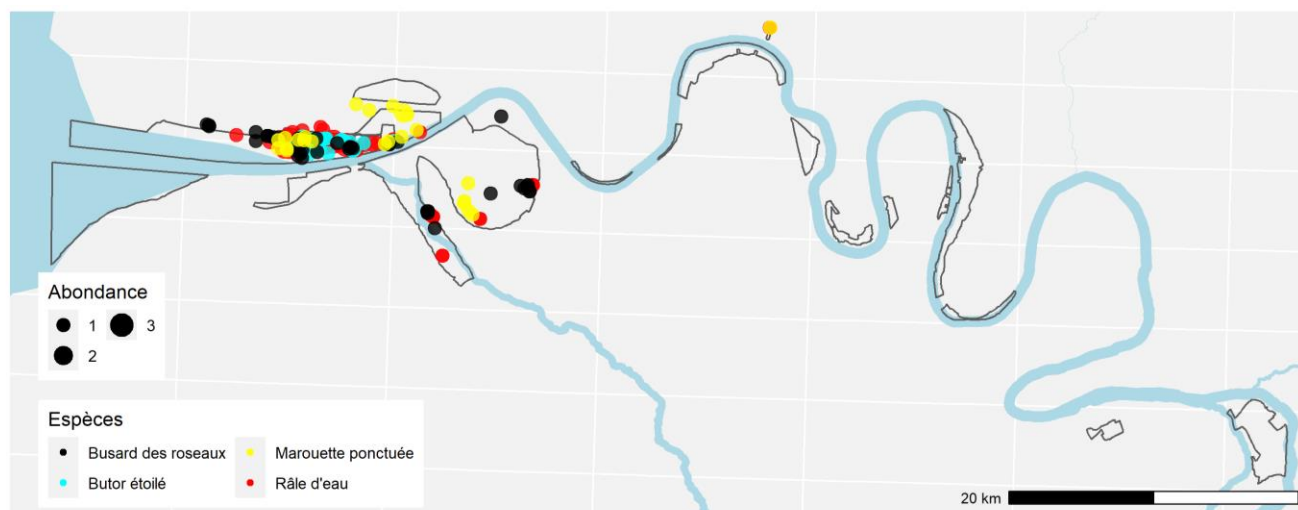 Abondance
1 3
2
Espèces
Busard des roseaux Marouette ponctuée
Butor étoilé Râle d'eau
20 km